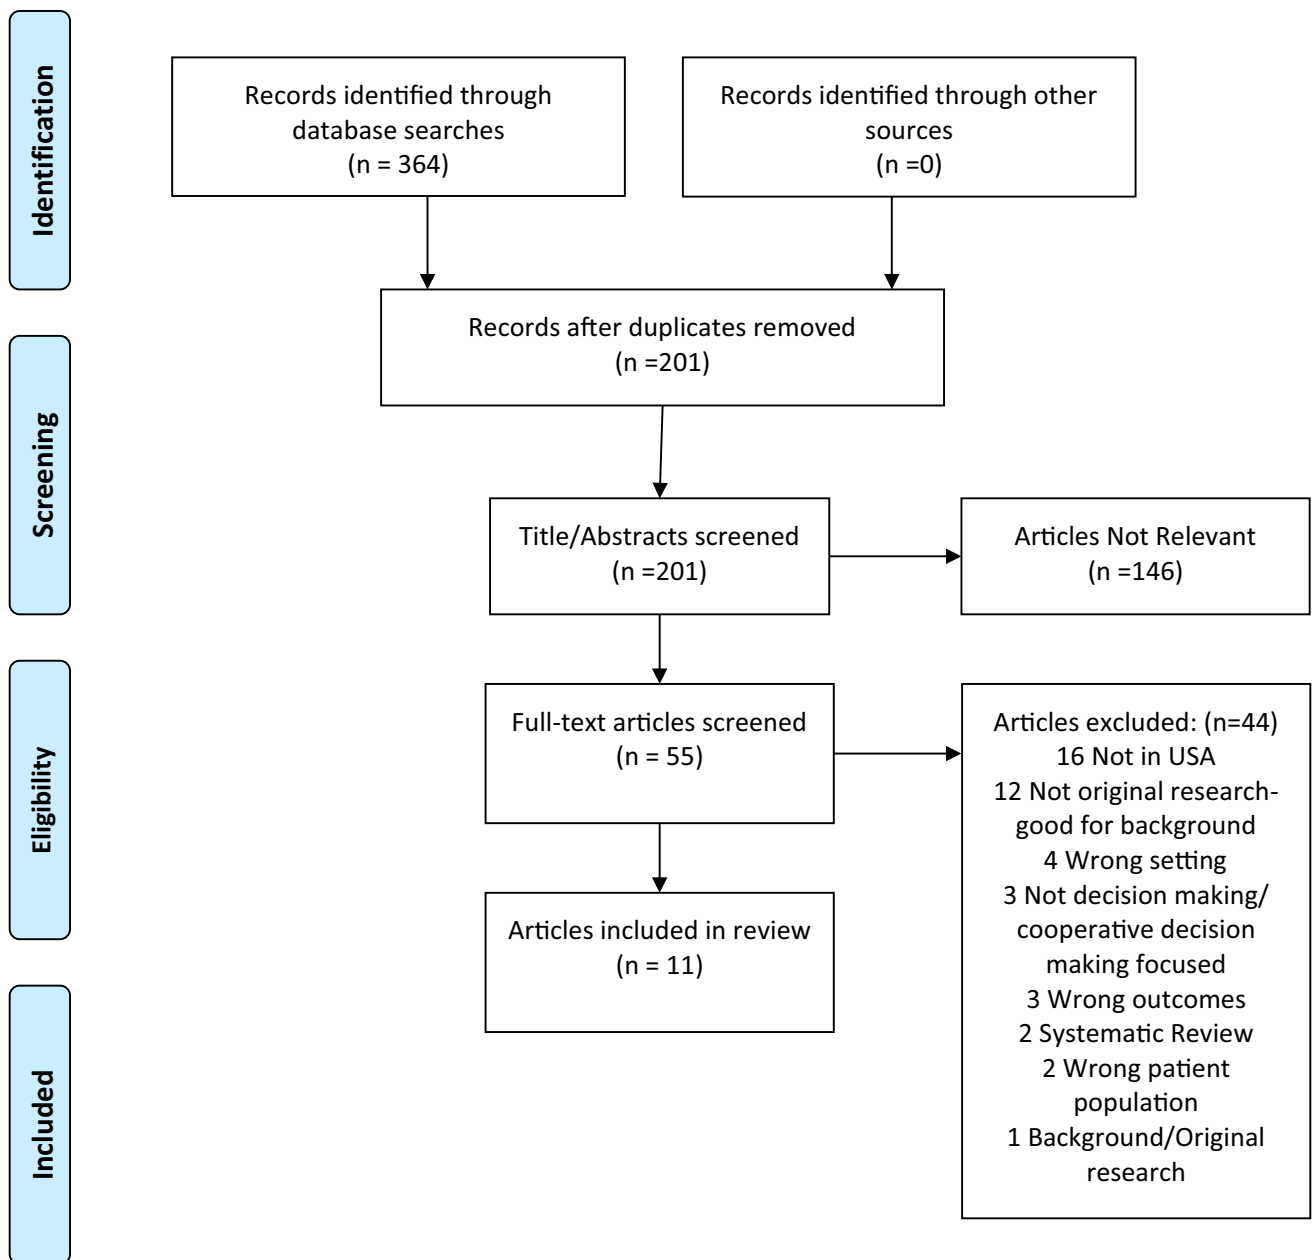 Identification
Records identified through
database searches
(n = 364)
Records identified through other
sources
(n =0)
Records after duplicates removed
(n =201)
Screening
Title/Abstracts screened
(n =201)
Articles Not Relevant
(n =146)
Eligibility
Full-text articles screened
(n = 55)
Articles excluded: (n=44)
16 Not in USA
12 Not original research-
good for background
4 Wrong setting
3 Not decision making/
cooperative decision
making focused
3 Wrong outcomes
2 Systematic Review
2 Wrong patient
population
1 Background/Original
research
Articles included in review
(n = 11)
Included